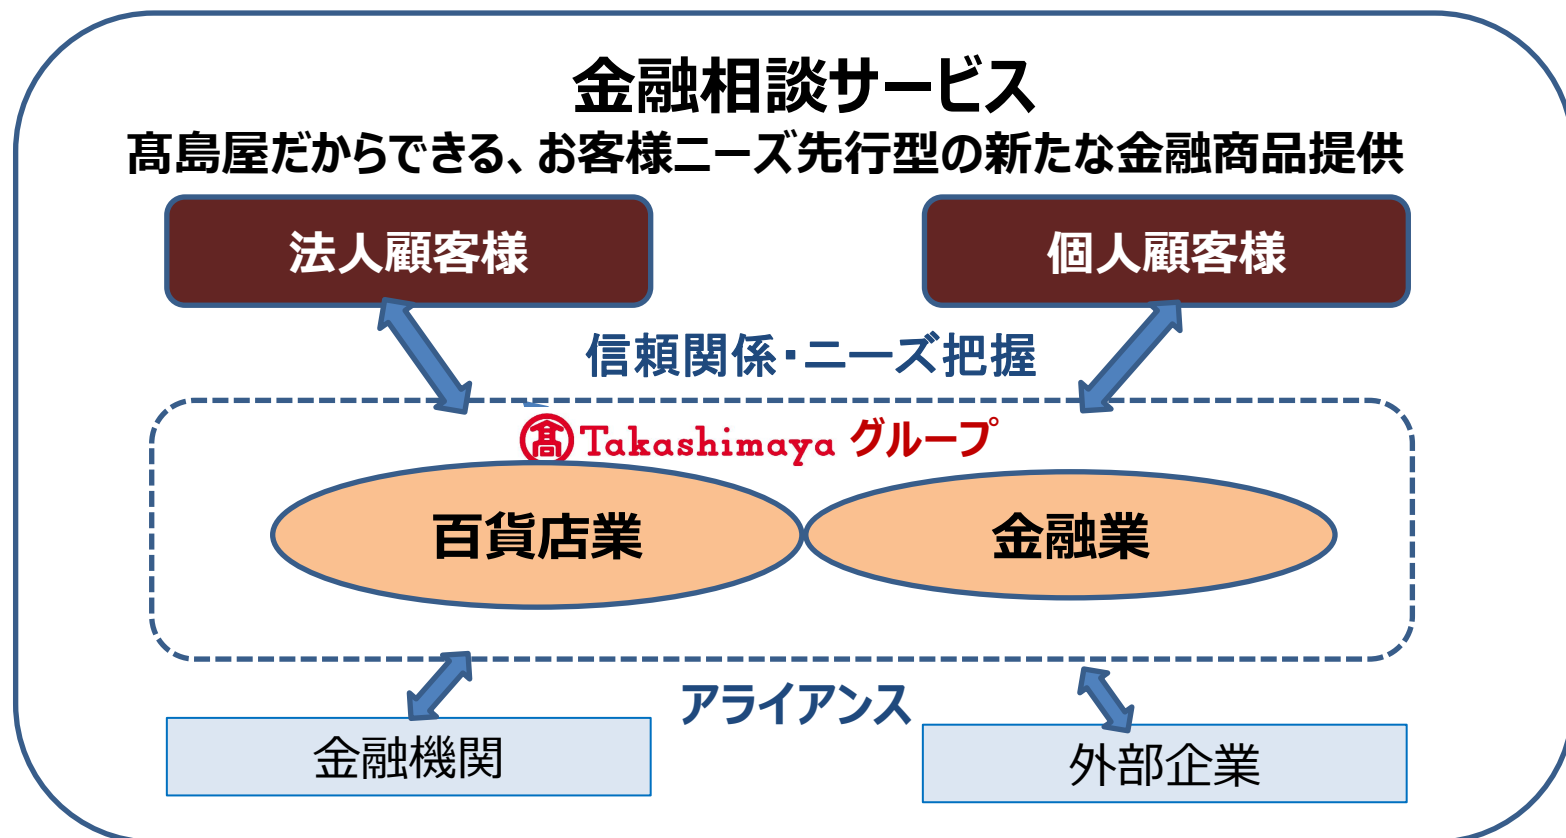 金融相談サービス
髙島屋だからできる、お客様ニーズ先行型の新たな金融商品提供
法人顧客様
個人顧客様
信頼関係・ニーズ把握
髙 Takashimaya グループ
百貨店業
金融業
アライアンス
金融機関
外部企業